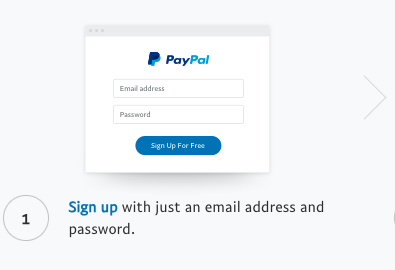 PayPal
Email address
Password
Sign Up For Free
1
Sign up with just an email address and
password.